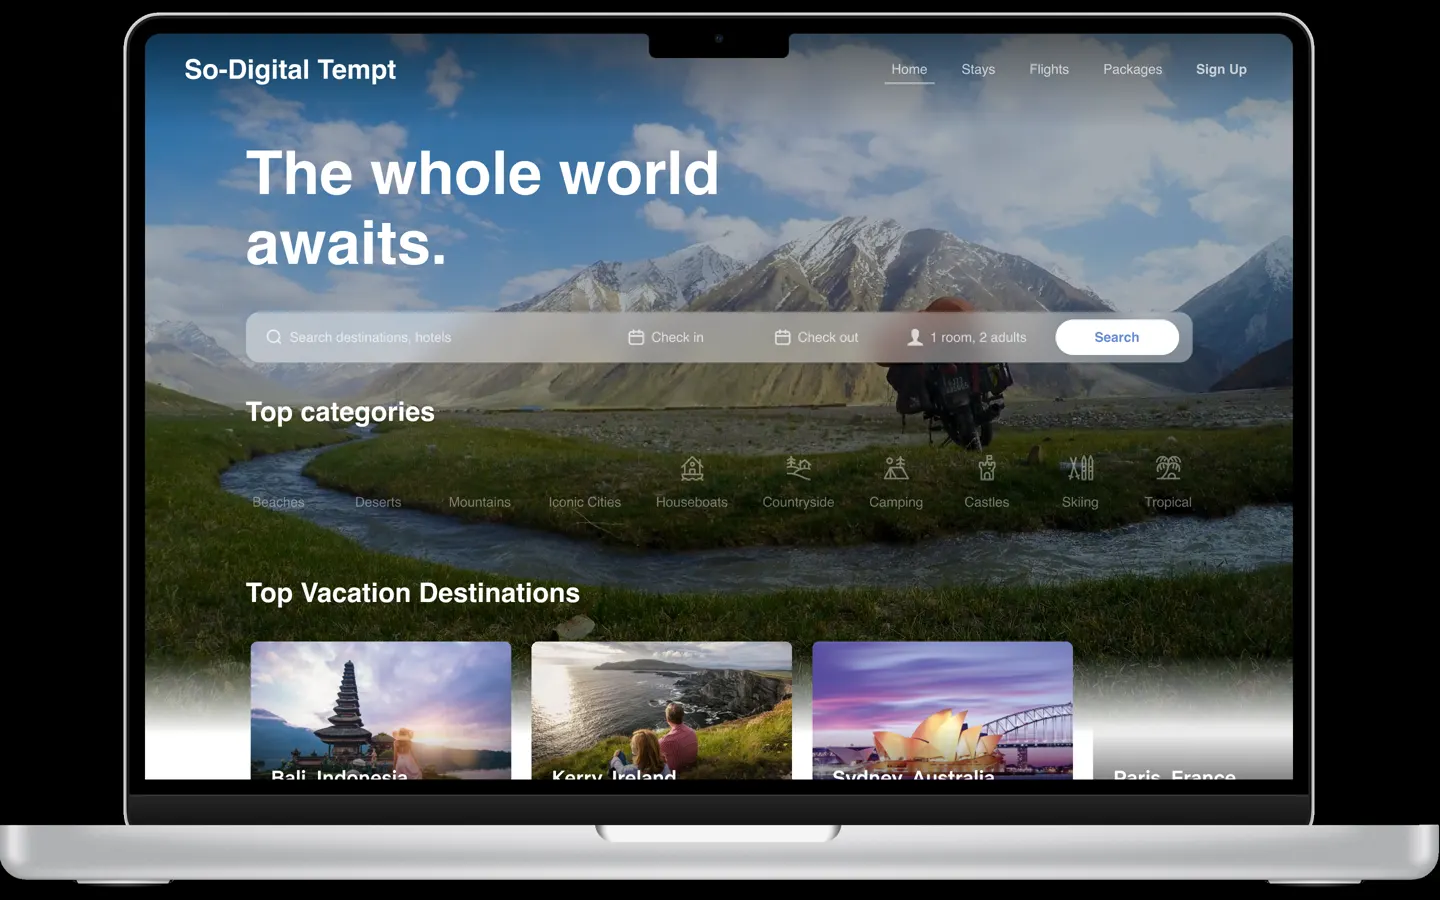 So-Digital Tempt
Home Stays Flights Packages Sign Up
The whole world
awaits.
Search destinations, hotels Check in Check out 1 room, 2 adults Search
Top categories
Beaches Deserts Mountains Iconic Cities Houseboats Countryside Camping Castles Skiing Tropical
Top Vacation Destinations
Bali, Indonesia Kerry, Ireland Sydney, Australia Paris, France